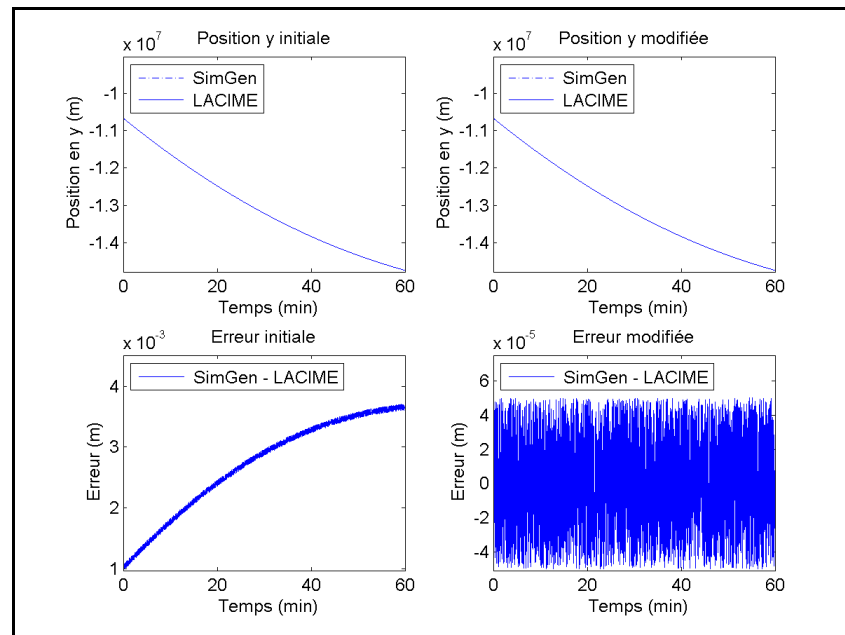 x 10^7
Position y initiale
SimGen
LACIME
-1
-1.1
-1.2
-1.3
-1.4
Position en y (m)
0 20 40 60
Temps (min)
x 10^7
Position y modifiée
SimGen
LACIME
-1
-1.1
-1.2
-1.3
-1.4
Position en y (m)
0 20 40 60
Temps (min)
x 10^-3
Erreur initiale
SimGen - LACIME
4
3
2
1
Erreur (m)
0 20 40 60
Temps (min)
x 10^-5
Erreur modifiée
SimGen - LACIME
6
4
2
0
-2
-4
Erreur (m)
0 20 40 60
Temps (min)